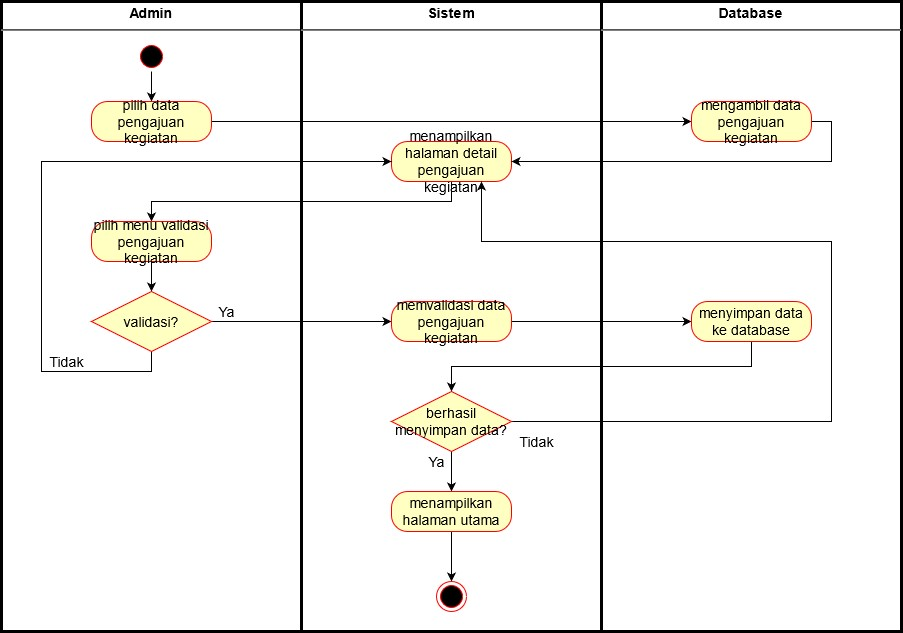 Admin
Sistem
Database
pilih data
pengajuan
kegiatan
mengambil data
pengajuan
kegiatan
menampilkan
halaman detail
pengajuan
kegiatan
pilih menu validasi
pengajuan
kegiatan
validasi?
Ya
Tidak
memvalidasi data
pengajuan
kegiatan
menyimpan data
ke database
berhasil
menyimpan data?
Tidak
Ya
menampilkan
halaman utama